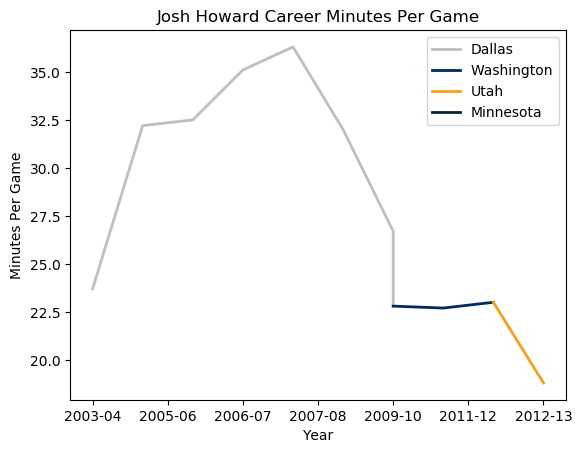 Josh Howard Career Minutes Per Game
Dallas
Washington
Utah
Minnesota
Minutes Per Game
35.0
32.5
30.0
27.5
25.0
22.5
20.0
2003-04 2005-06 2006-07 2007-08 2009-10 2011-12 2012-13
Year